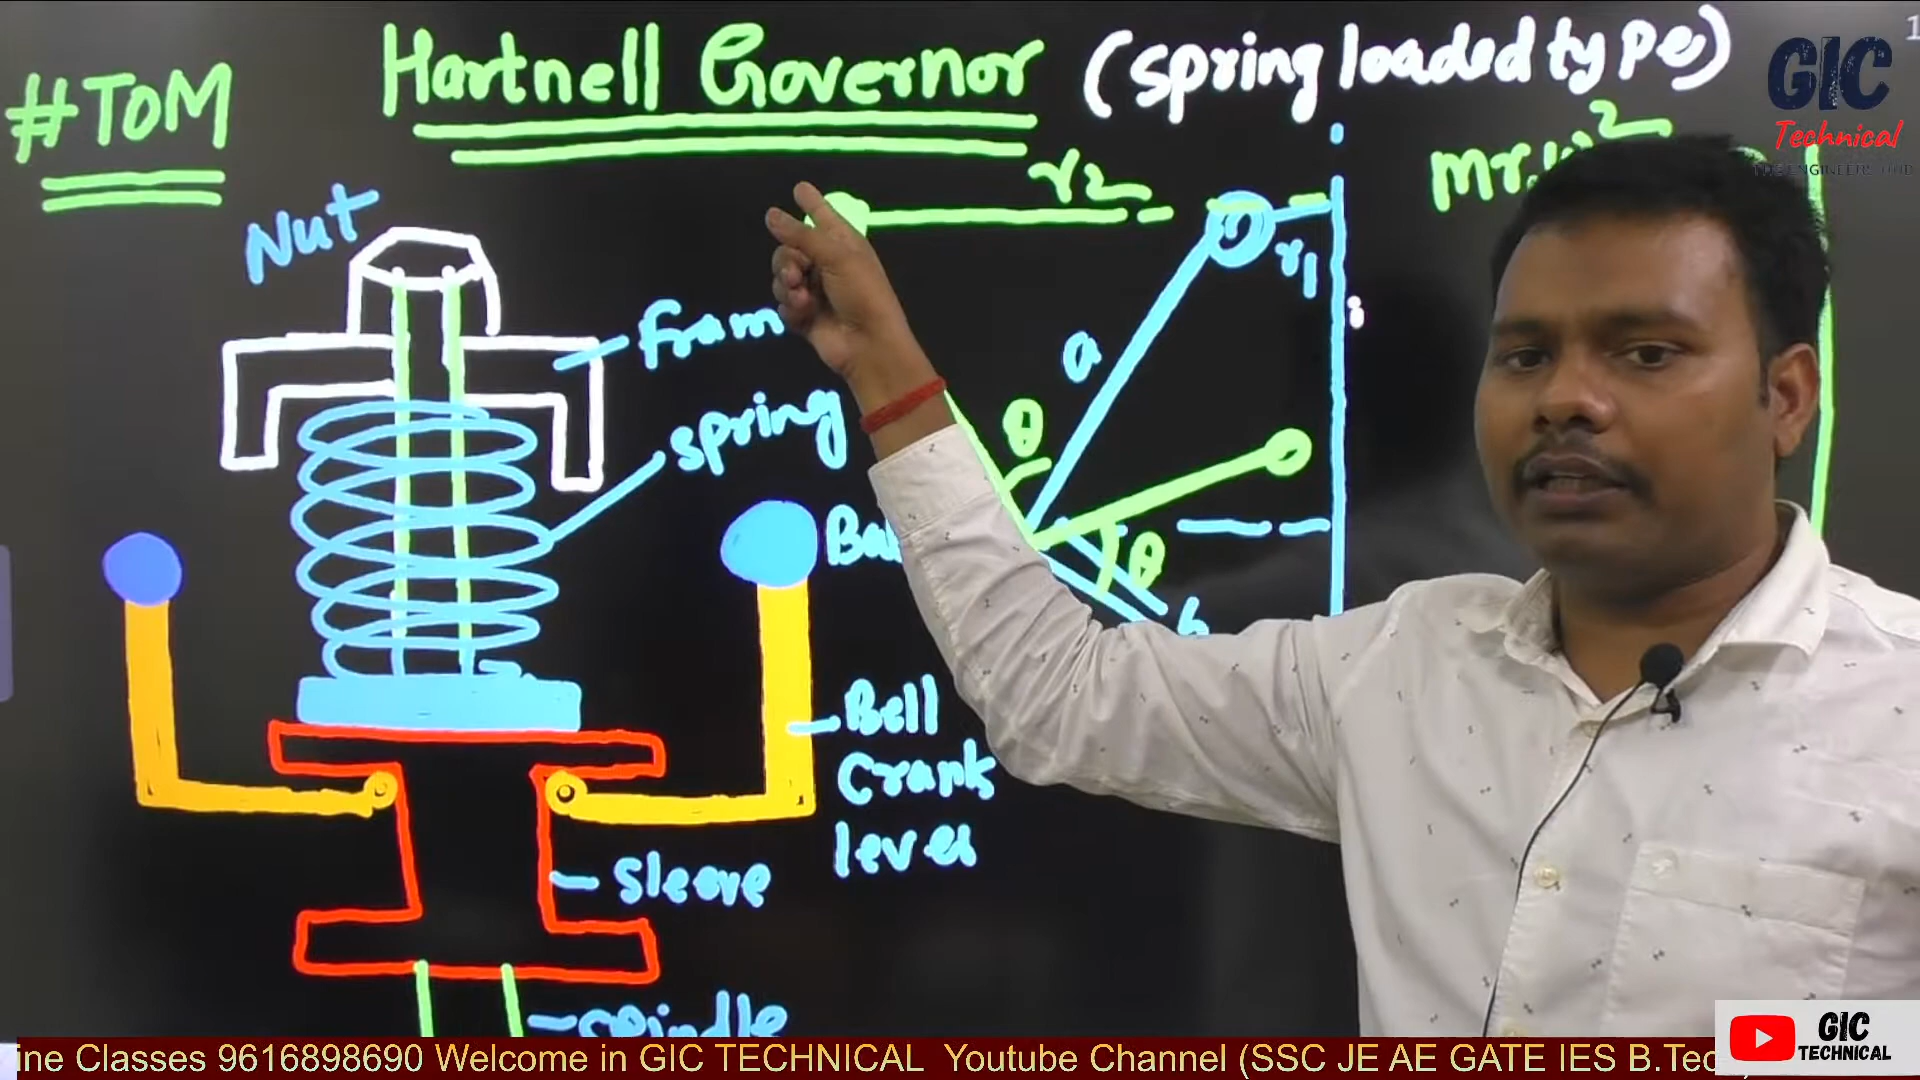 #TOM
Hartnell Governor (spring loaded type)
r2
r1
Nut
a
spring
θ
θ
Bell
Crank
lever
sleeve
spindle
GIC
Technical
ine Classes 9616898690 Welcome in GIC TECHNICAL Youtube Channel (SSC JE AE GATE IES B.Tec
GIC
TECHNICAL